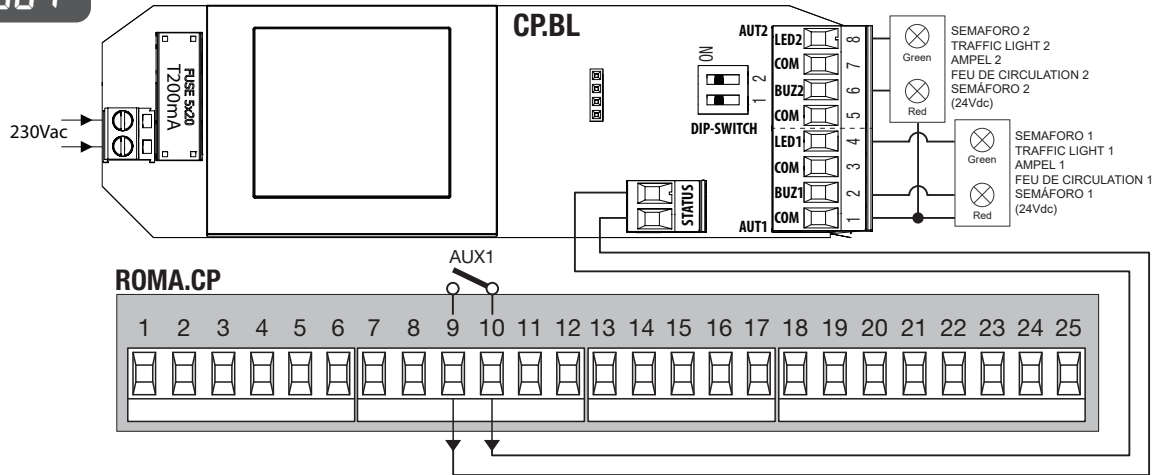 CP.BL
230Vac
FUSE 5x20
T200mA
ON
1 2
DIP-SWITCH
STATUS
AUT2
LED2 8
COM 7
BUZ2 6
COM 5
LED1 4
COM 3
BUZ1 2
COM 1
AUT1
Green
Red
SEMAFORO 2
TRAFFIC LIGHT 2
AMPEL 2
FEU DE CIRCULATION 2
SEMÁFORO 2
(24Vdc)
Green
Red
SEMAFORO 1
TRAFFIC LIGHT 1
AMPEL 1
FEU DE CIRCULATION 1
SEMÁFORO 1
(24Vdc)
AUX1
ROMA.CP
1 2 3 4 5 6 7 8 9 10 11 12 13 14 15 16 17 18 19 20 21 22 23 24 25